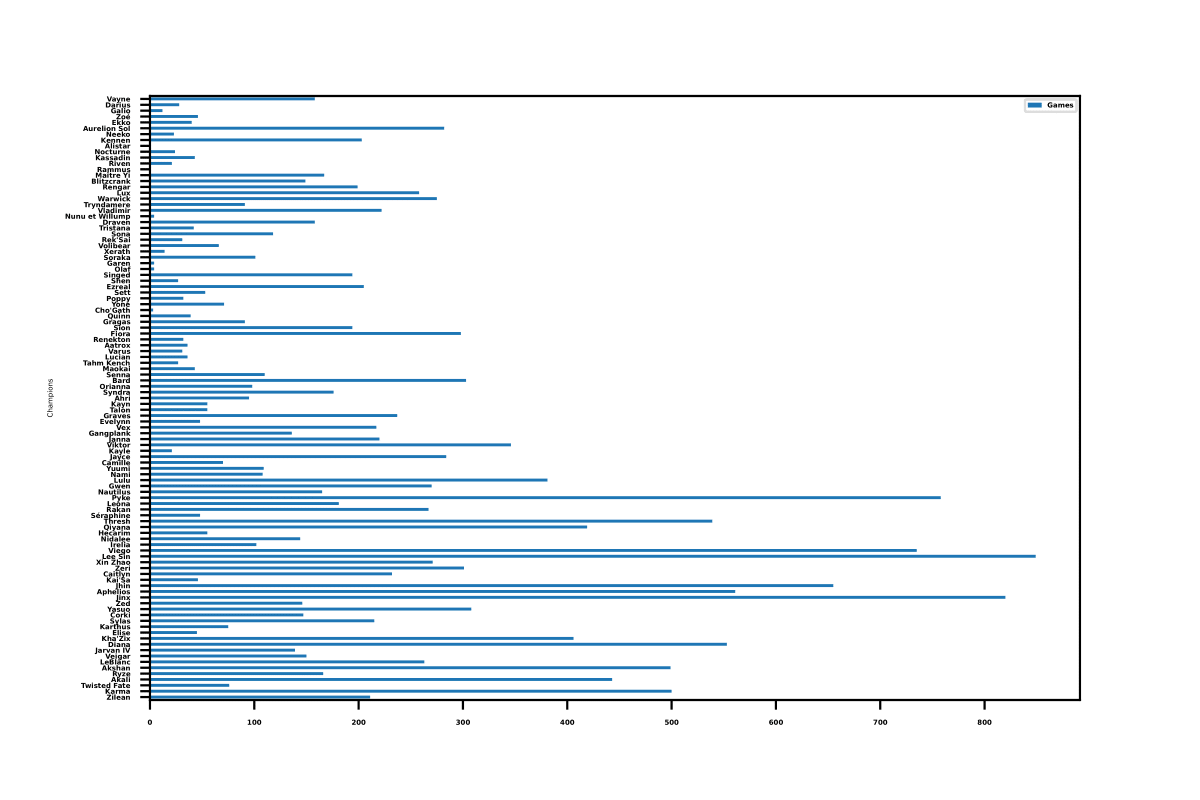 Vayne
Darius
Galio
Zoé
Ekko
Aurelion Sol
Neeko
Kennen
Alistar
Nocturne
Kassadin
Riven
Rammus
Maître Yi
Blitzcrank
Rengar
Lux
Warwick
Tryndamere
Vladimir
Nunu et Willump
Draven
Tristana
Sona
Rek'Sai
Volibear
Xerath
Soraka
Garen
Olaf
Singed
Shen
Ezreal
Sett
Poppy
Yone
Cho'Gath
Quinn
Gragas
Sion
Fiora
Renekton
Aatrox
Varus
Lucian
Tahm Kench
Maokai
Senna
Bard
Orianna
Syndra
Ahri
Kayn
Talon
Graves
Evelynn
Vex
Gangplank
Janna
Viktor
Kayle
Jayce
Camille
Yuumi
Nami
Lulu
Gwen
Nautilus
Pyke
Leona
Rakan
Séraphine
Thresh
Qiyana
Hecarim
Nidalee
Irelia
Viego
Lee Sin
Xin Zhao
Zeri
Caitlyn
Kai'Sa
Jhin
Aphelios
Jinx
Zed
Yasuo
Corki
Sylas
Karthus
Elise
Kha'Zix
Diana
Jarvan IV
Veigar
LeBlanc
Akshan
Ryze
Akali
Twisted Fate
Karma
Zilean
Champions
Games
0 100 200 300 400 500 600 700 800